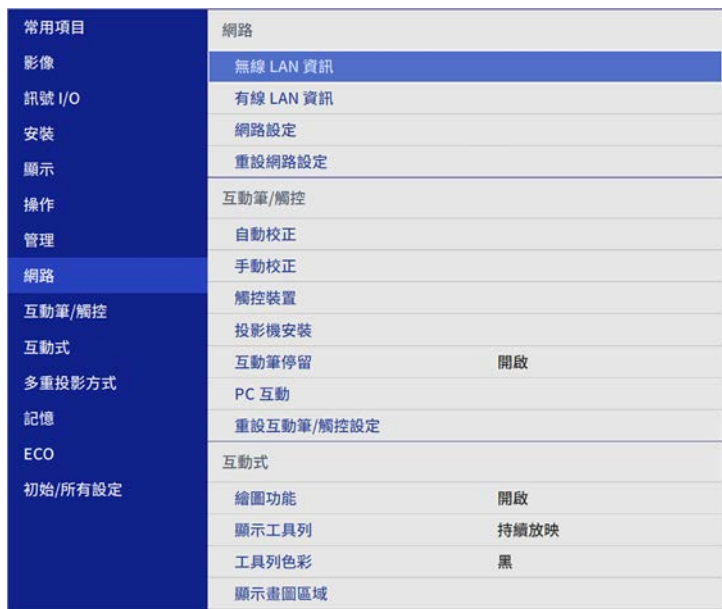 常用項目
影像
訊號 I/O
安裝
顯示
操作
管理
網路
互動筆/觸控
互動式
多重投影方式
記憶
ECO
初始/所有設定
網路
無線 LAN 資訊
有線 LAN 資訊
網路設定
重設網路設定
互動筆/觸控
自動校正
手動校正
觸控裝置
投影機安裝
互動筆停留 開啟
PC 互動
重設互動筆/觸控設定
互動式
繪圖功能 開啟
顯示工具列 持續放映
工具列色彩 黑
顯示畫圖區域